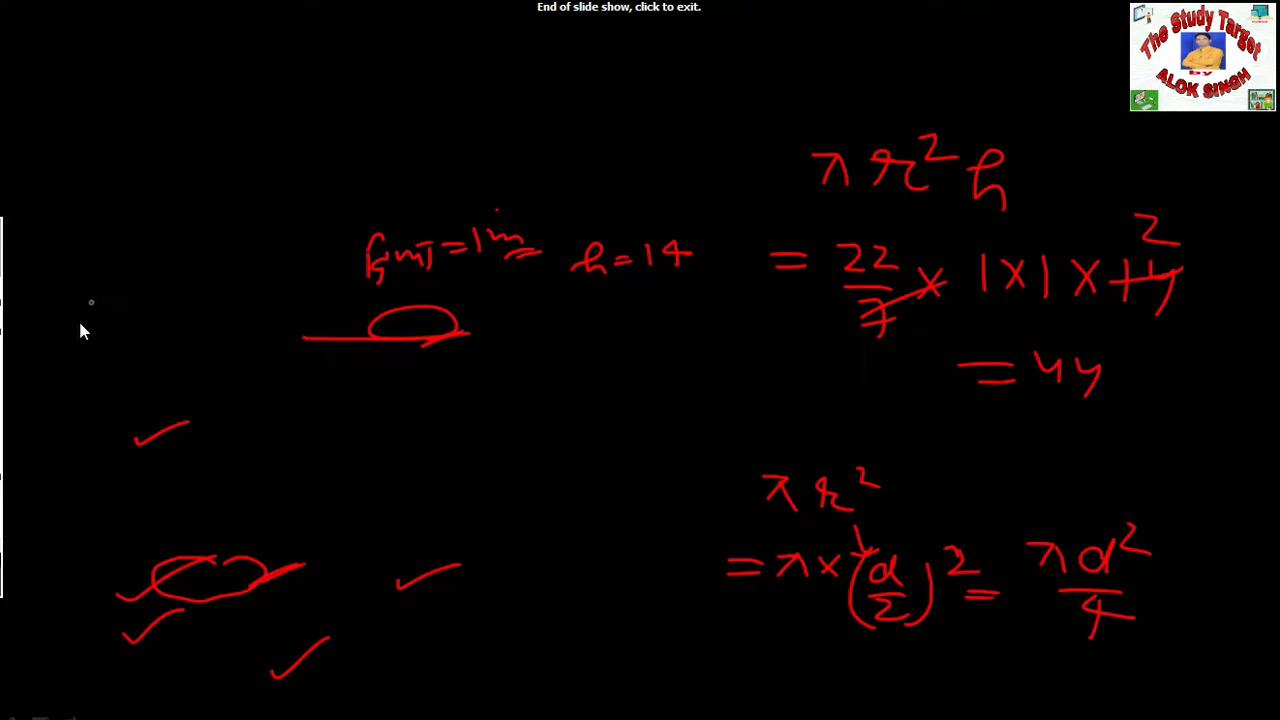 End of slide show, click to exit.
The Study Target
BY
ALOK SINGH
πr²h
त्रिज्या = 1m h = 14
= 22/7 × 1 × 1 × 14 2
= 44
πr²
= π × (d/2)² = πd²/4